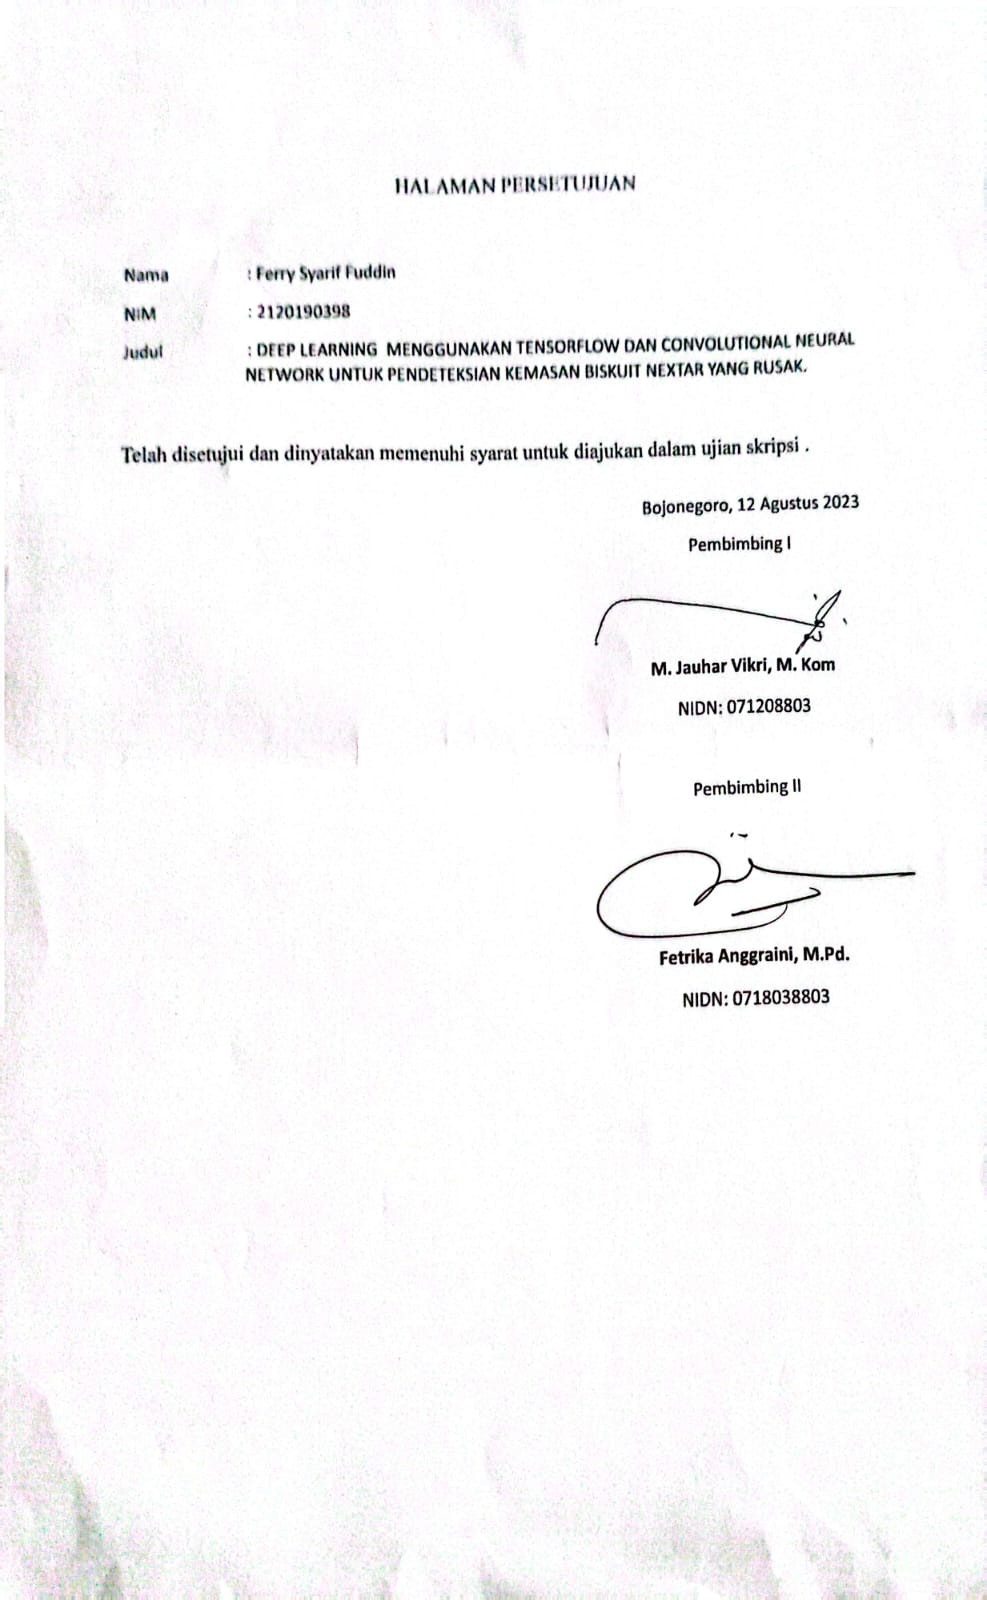 HALAMAN PERSETUJUAN
Nama : Ferry Syarif Fuddin
NIM : 2120190398
Judul : DEEP LEARNING MENGGUNAKAN TENSORFLOW DAN CONVOLUTIONAL NEURAL
NETWORK UNTUK PENDETEKSIAN KEMASAN BISKUIT NEXTAR YANG RUSAK.
Telah disetujui dan dinyatakan memenuhi syarat untuk diajukan dalam ujian skripsi .
Bojonegoro, 12 Agustus 2023
Pembimbing I
M. Jauhar Vikri, M. Kom
NIDN: 071208803
Pembimbing II
Fetrika Anggraini, M.Pd.
NIDN: 0718038803